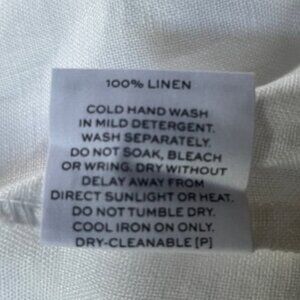 100% LINEN
COLD HAND WASH
IN MILD DETERGENT.
WASH SEPARATELY.
DO NOT SOAK, BLEACH
OR WRING. DRY WITHOUT
DELAY AWAY FROM
DIRECT SUNLIGHT OR HEAT.
DO NOT TUMBLE DRY.
COOL IRON ON ONLY.
DRY-CLEANABLE [P]